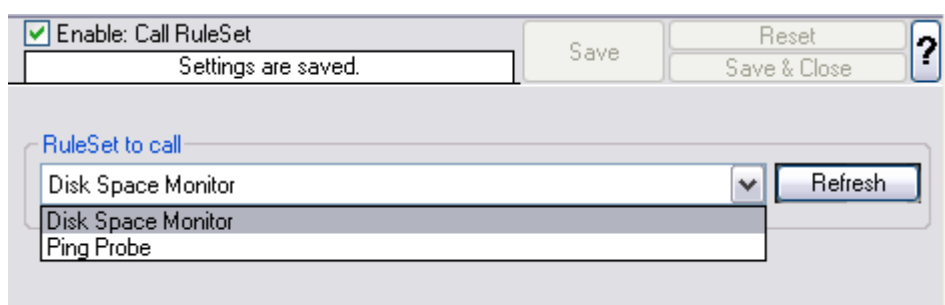 Enable: Call RuleSet
Settings are saved.
Save
Reset
Save & Close
?
RuleSet to call
Disk Space Monitor
Refresh
Disk Space Monitor
Ping Probe